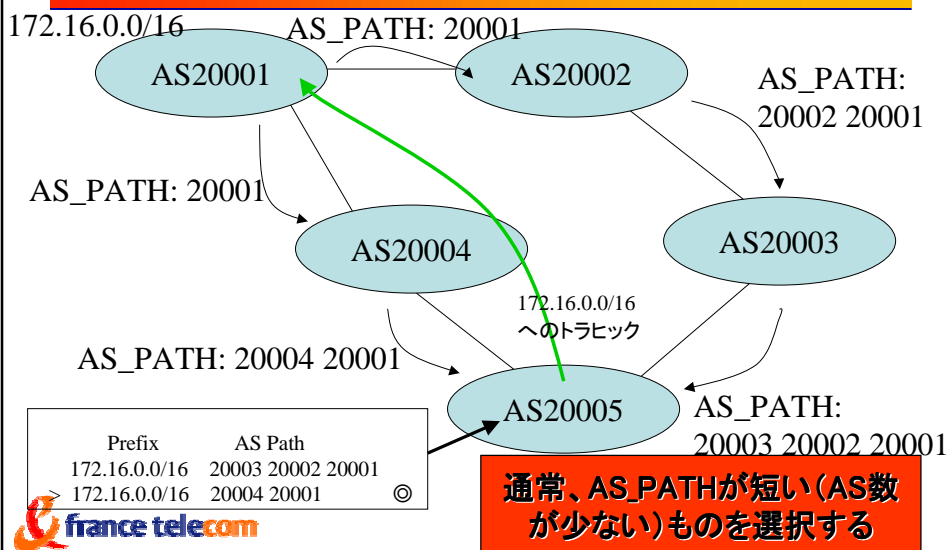 172.16.0.0/16
AS_PATH: 20001
AS20001
AS20002
AS_PATH:
20002 20001
AS_PATH: 20001
AS20004
AS20003
172.16.0.0/16
へのトラヒック
AS_PATH: 20004 20001
AS20005
AS_PATH:
20003 20002 20001
Prefix AS Path
172.16.0.0/16 20003 20002 20001
> 172.16.0.0/16 20004 20001 ◎
通常、AS_PATHが短い(AS数
が少ない)ものを選択する
france telecom